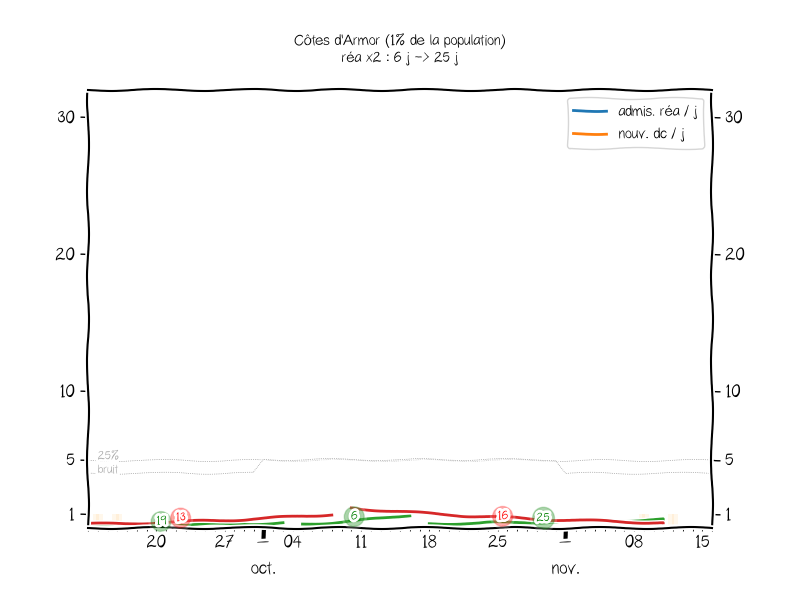 Côtes d'Armor (1% de la population)
réa x2 : 6 j -> 25 j
admis. réa / j
nouv. dc / j
30 30
20 20
10 10
25%
5 5
bruit
1 1
19 13 6 16 25
20 27 04 11 18 25 08 15
oct. nov.